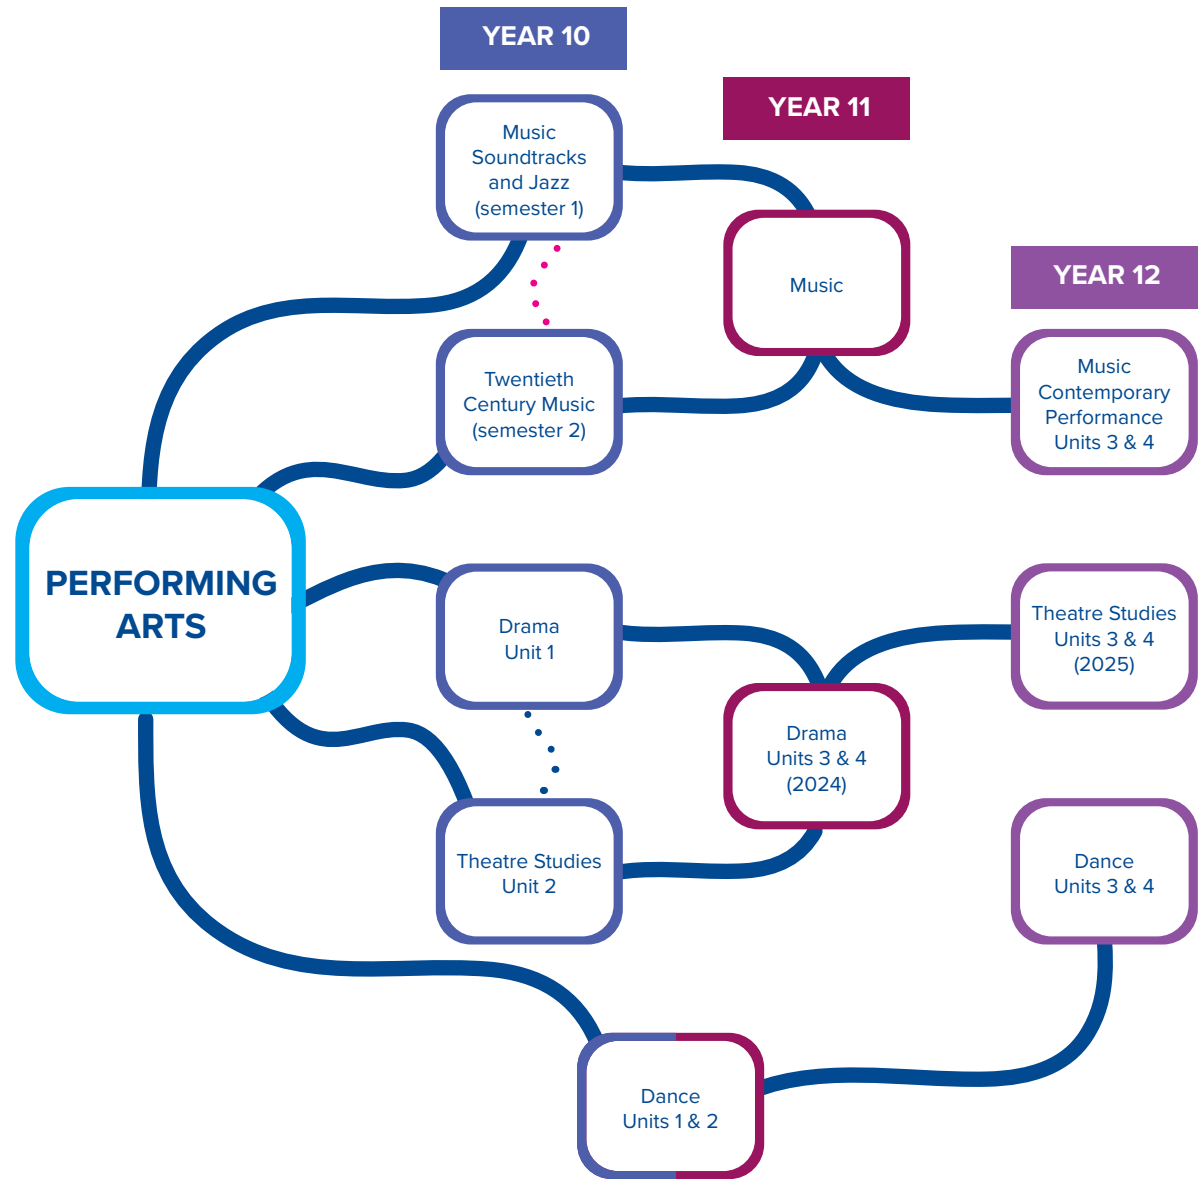 YEAR 10
YEAR 11
YEAR 12
Music
Soundtracks
and Jazz
(semester 1)
Music
Twentieth
Century Music
(semester 2)
Music
Contemporary
Performance
Units 3 & 4
PERFORMING
ARTS
Drama
Unit 1
Theatre Studies
Units 3 & 4
(2025)
Drama
Units 3 & 4
(2024)
Theatre Studies
Unit 2
Dance
Units 3 & 4
Dance
Units 1 & 2